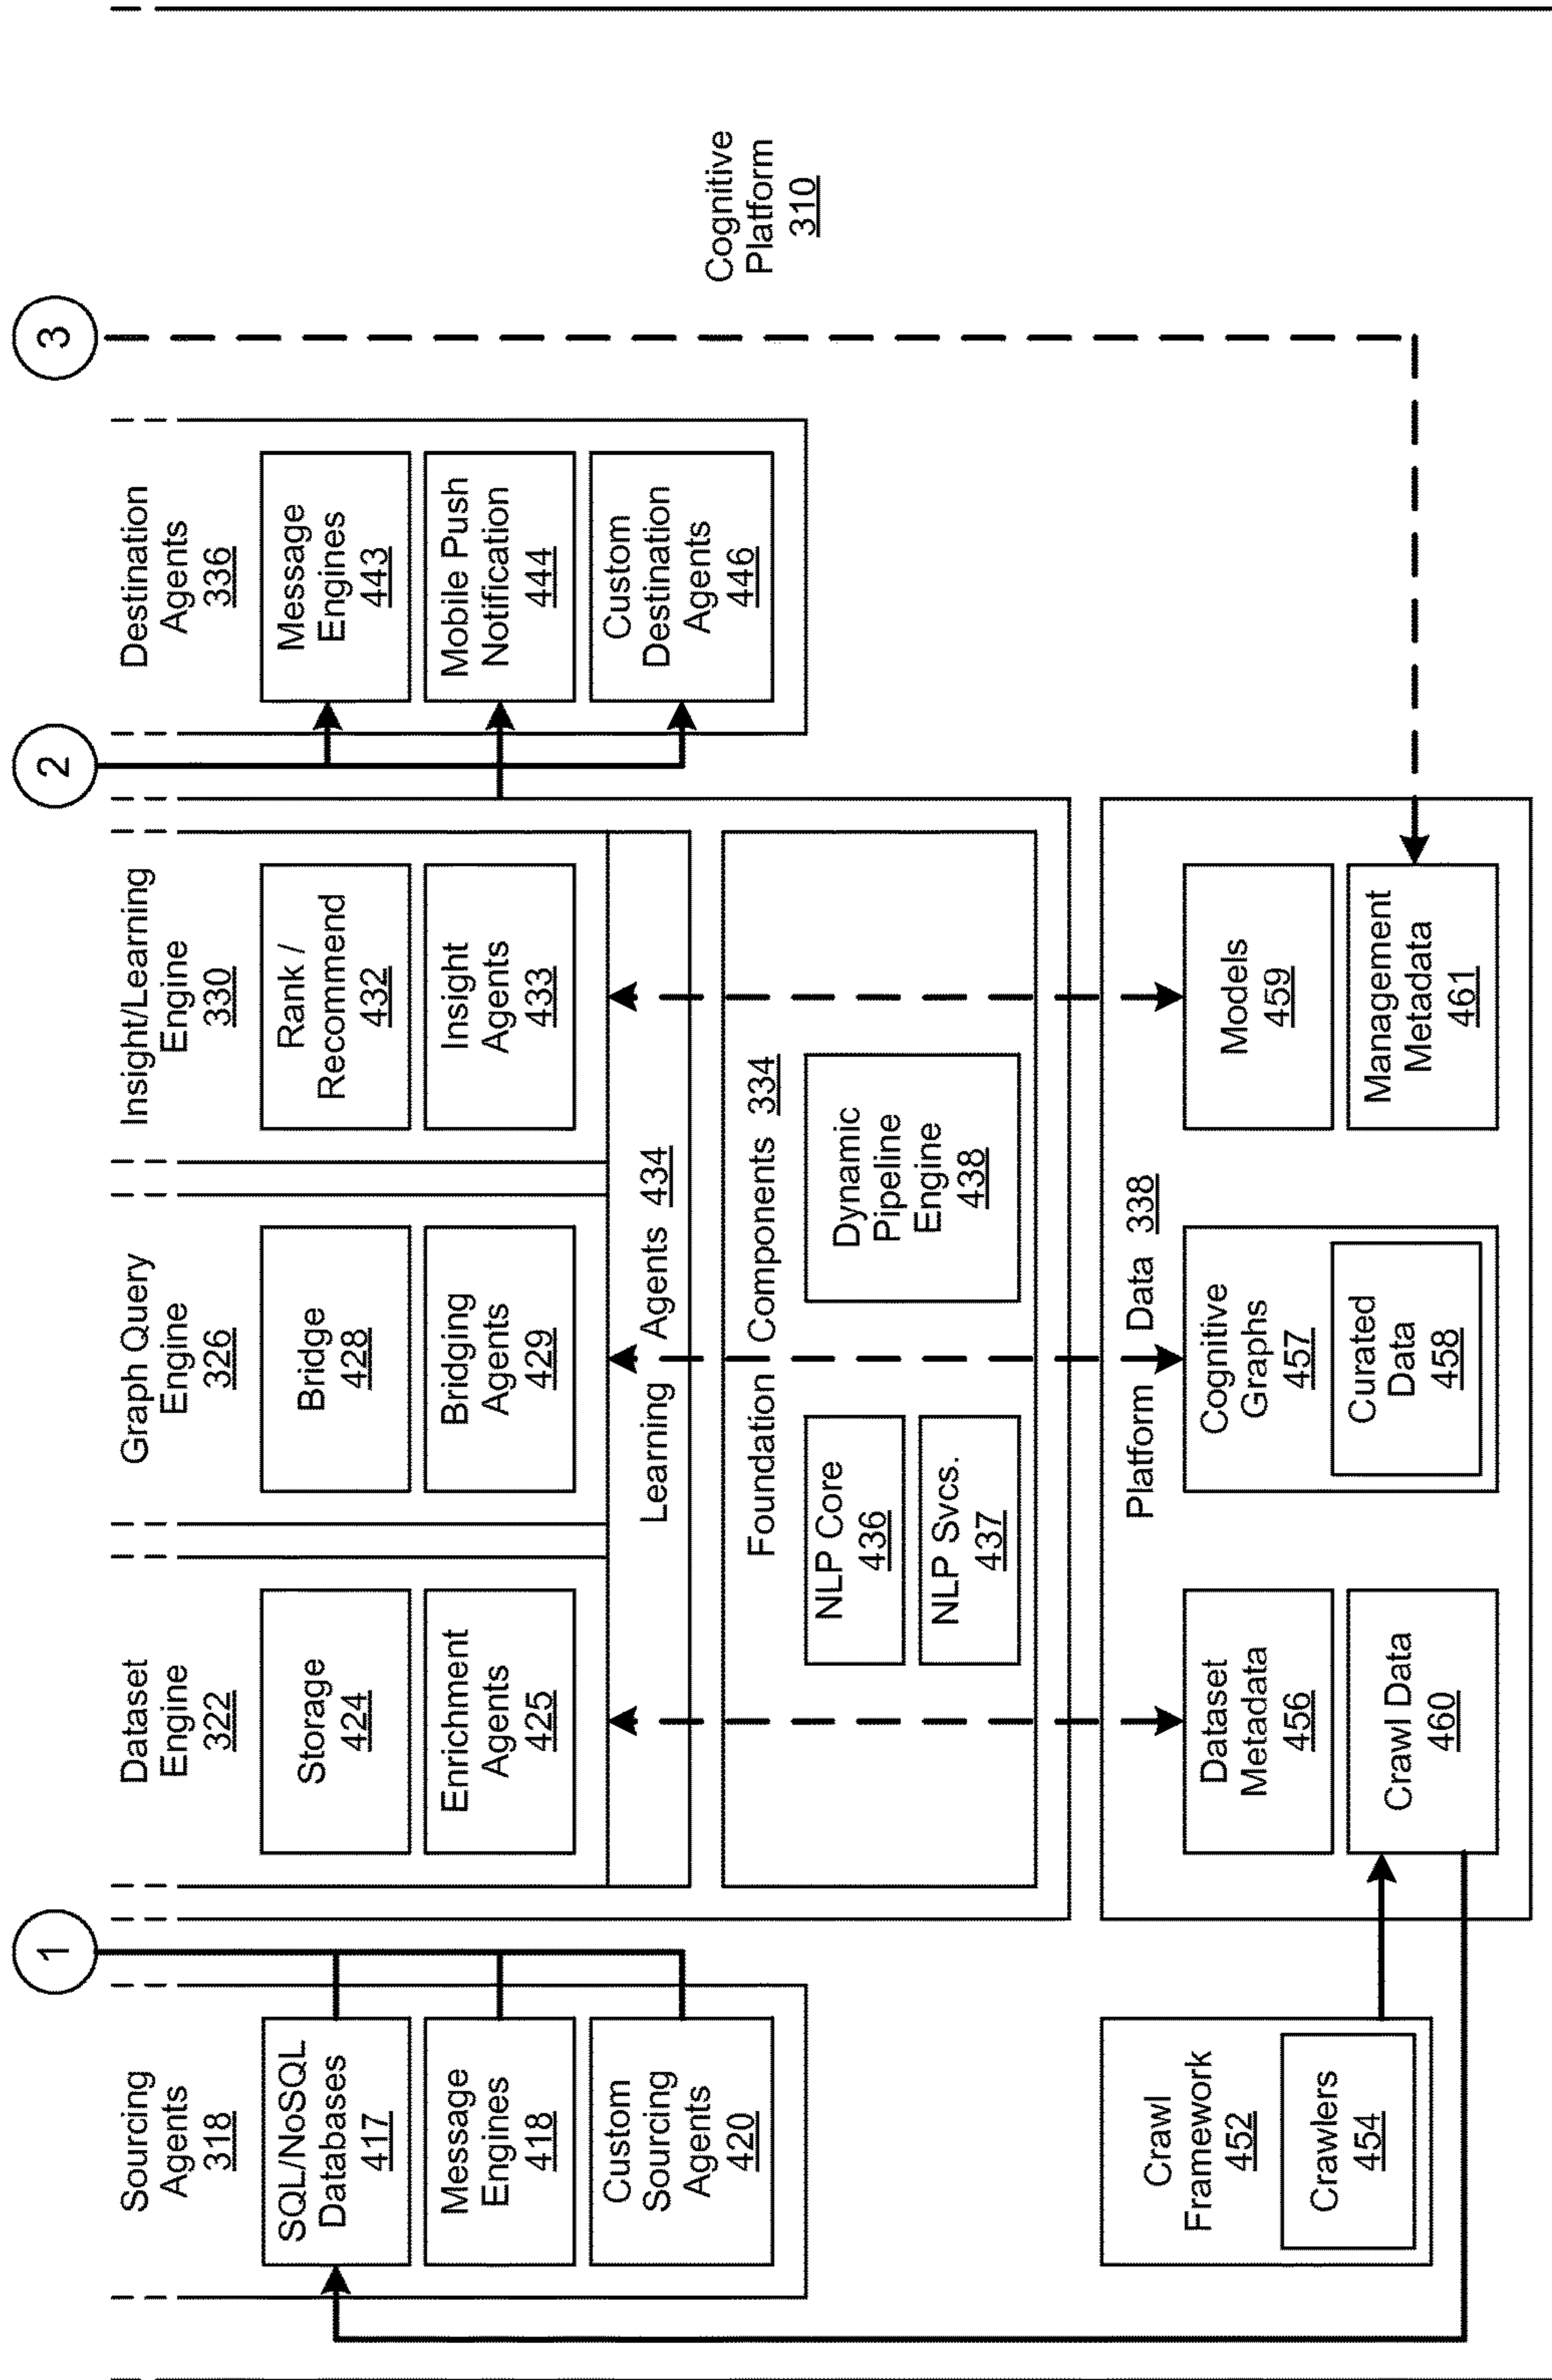 1
2
3
Sourcing
Agents
318
SQL/NoSQL
Databases
417
Message
Engines
418
Custom
Sourcing
Agents
420
Dataset
Engine
322
Storage
424
Enrichment
Agents
425
Graph Query
Engine
326
Bridge
428
Bridging
Agents
429
Insight/Learning
Engine
330
Rank /
Recommend
432
Insight
Agents
433
Learning Agents 434
Foundation Components 334
NLP Core
436
NLP Svcs.
437
Dynamic
Pipeline
Engine
438
Destination
Agents
336
Message
Engines
443
Mobile Push
Notification
444
Custom
Destination
Agents
446
Cognitive
Platform
310
Crawl
Framework
452
Crawlers
454
Platform Data 338
Dataset
Metadata
456
Crawl Data
460
Cognitive
Graphs
457
Curated
Data
458
Models
459
Management
Metadata
461